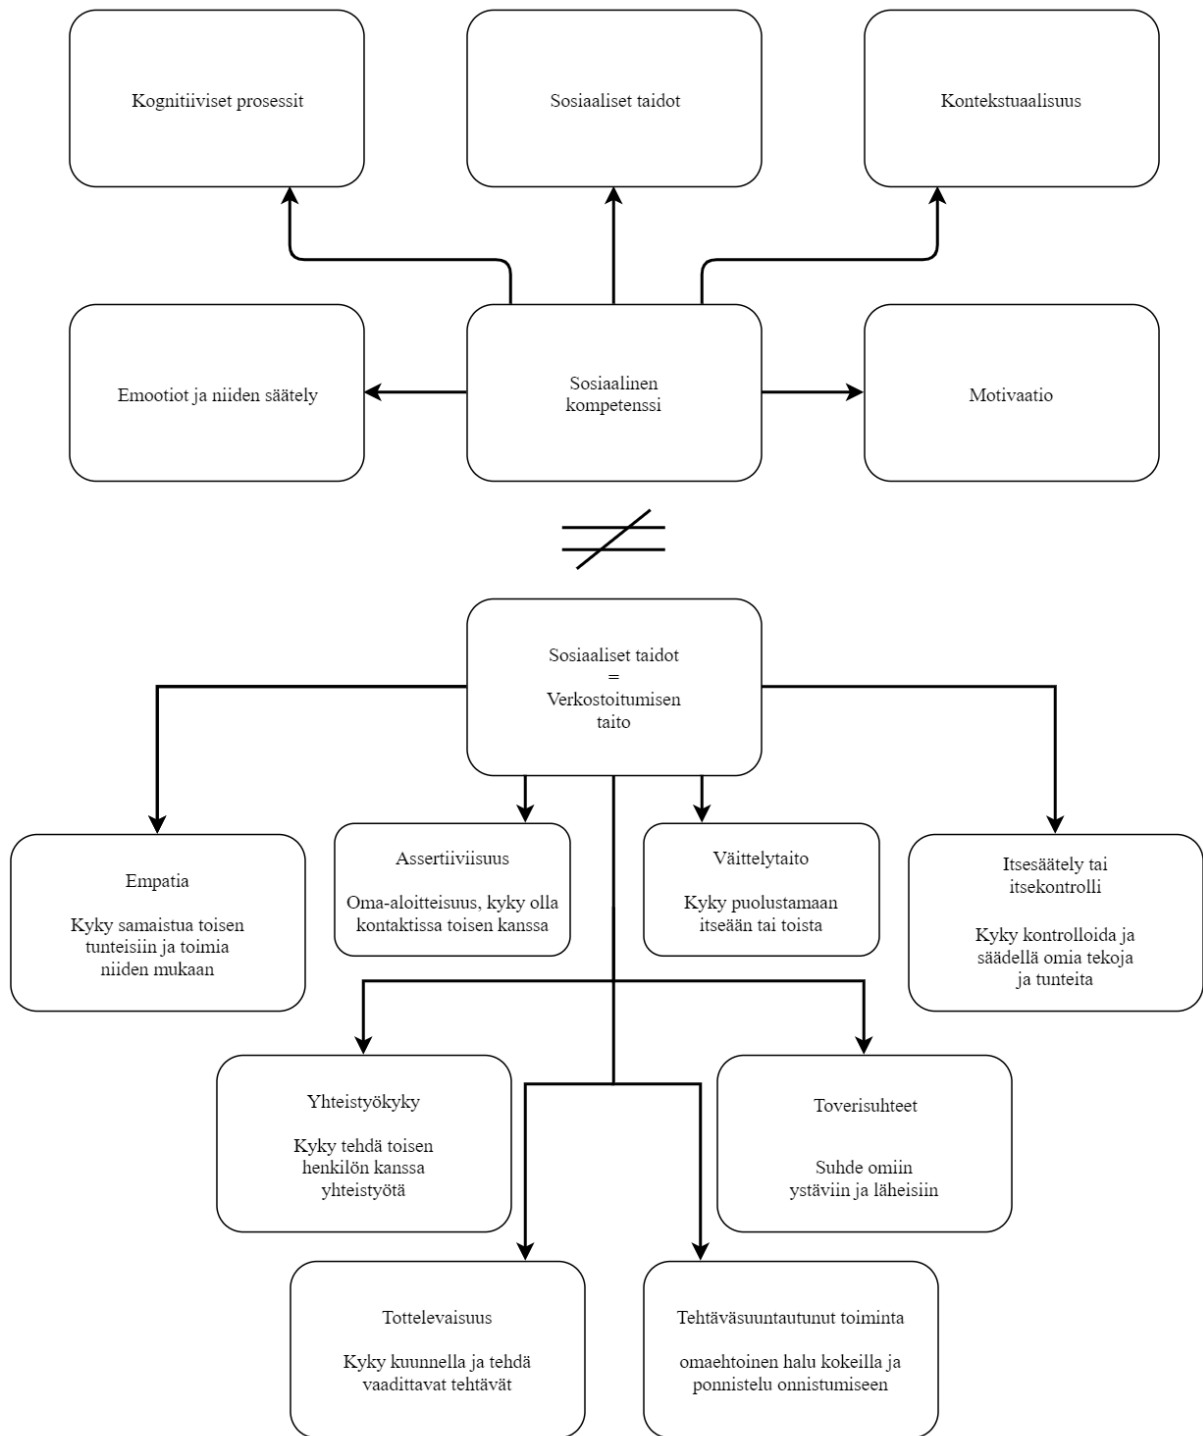 Kognitiiviset prosessit
Sosiaaliset taidot
Kontekstuaalisuus
Emootiot ja niiden säätely
Sosiaalinen
kompetenssi
Motivaatio
≠
Sosiaaliset taidot
=
Verkostoitumisen
taito
Empatia
Kyky samaistua toisen
tunteisiin ja toimia
niiden mukaan
Assertiiviisuus
Oma-aloitteisuus, kyky olla
kontaktissa toisen kanssa
Väittelytaito
Kyky puolustamaan
itseään tai toista
Itsesäätely tai
itsekontrolli
Kyky kontrolloida ja
säädellä omia tekoja
ja tunteita
Yhteistyökyky
Kyky tehdä toisen
henkilön kanssa
yhteistyötä
Toverisuhteet
Suhde omiin
ystäviin ja läheisiin
Tottelevaisuus
Kyky kuunnella ja tehdä
vaadittavat tehtävät
Tehtäväsuuntautunut toiminta
omaehtoinen halu kokeilla ja
ponnistelu onnistumiseen